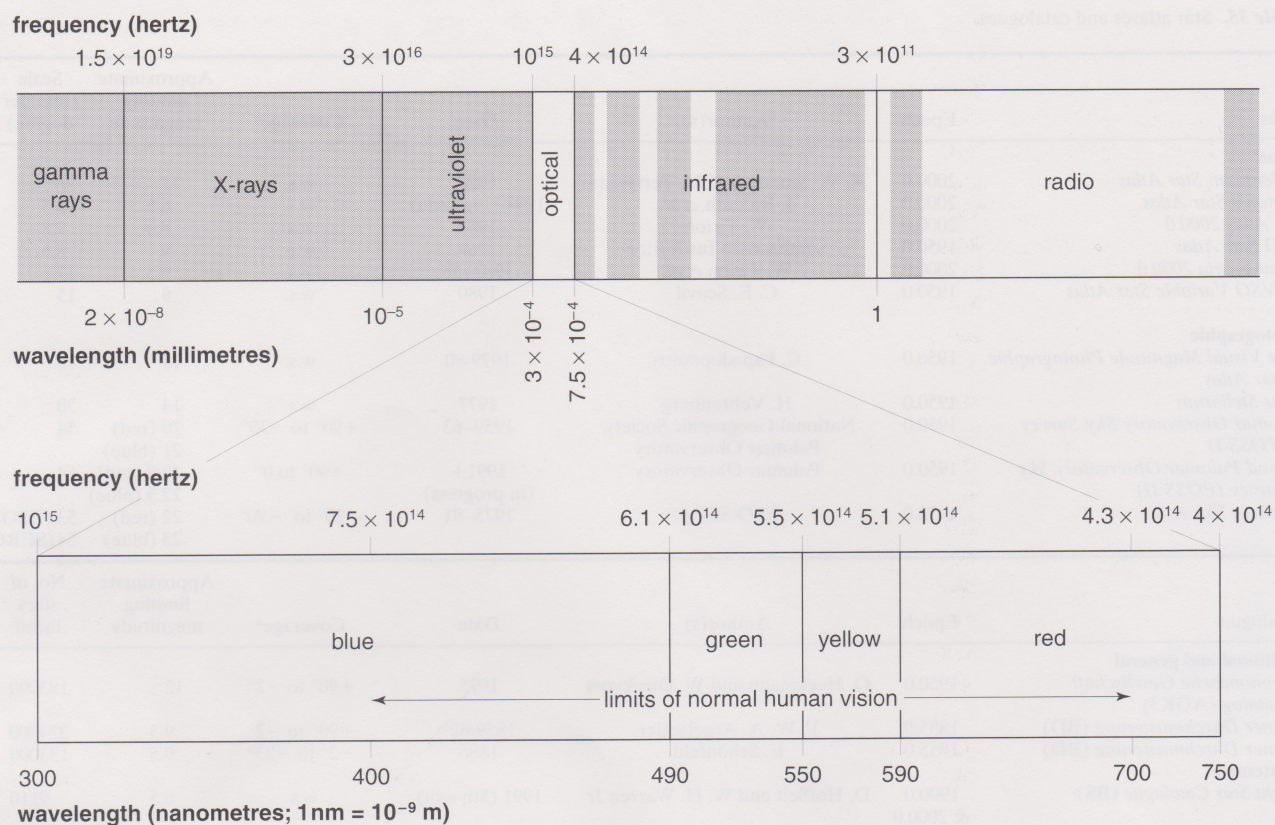 frequency (hertz)
1.5 × 10¹⁹ 3 × 10¹⁶ 10¹⁵ 4 × 10¹⁴ 3 × 10¹¹
gamma rays X-rays ultraviolet optical infrared radio
2 × 10⁻⁸ 10⁻⁵ 3 × 10⁻⁴ 7.5 × 10⁻⁴ 1
wavelength (millimetres)
frequency (hertz)
10¹⁵ 7.5 × 10¹⁴ 6.1 × 10¹⁴ 5.5 × 10¹⁴ 5.1 × 10¹⁴ 4.3 × 10¹⁴ 4 × 10¹⁴
blue green yellow red
limits of normal human vision
300 400 490 550 590 700 750
wavelength (nanometres; 1nm = 10⁻⁹ m)